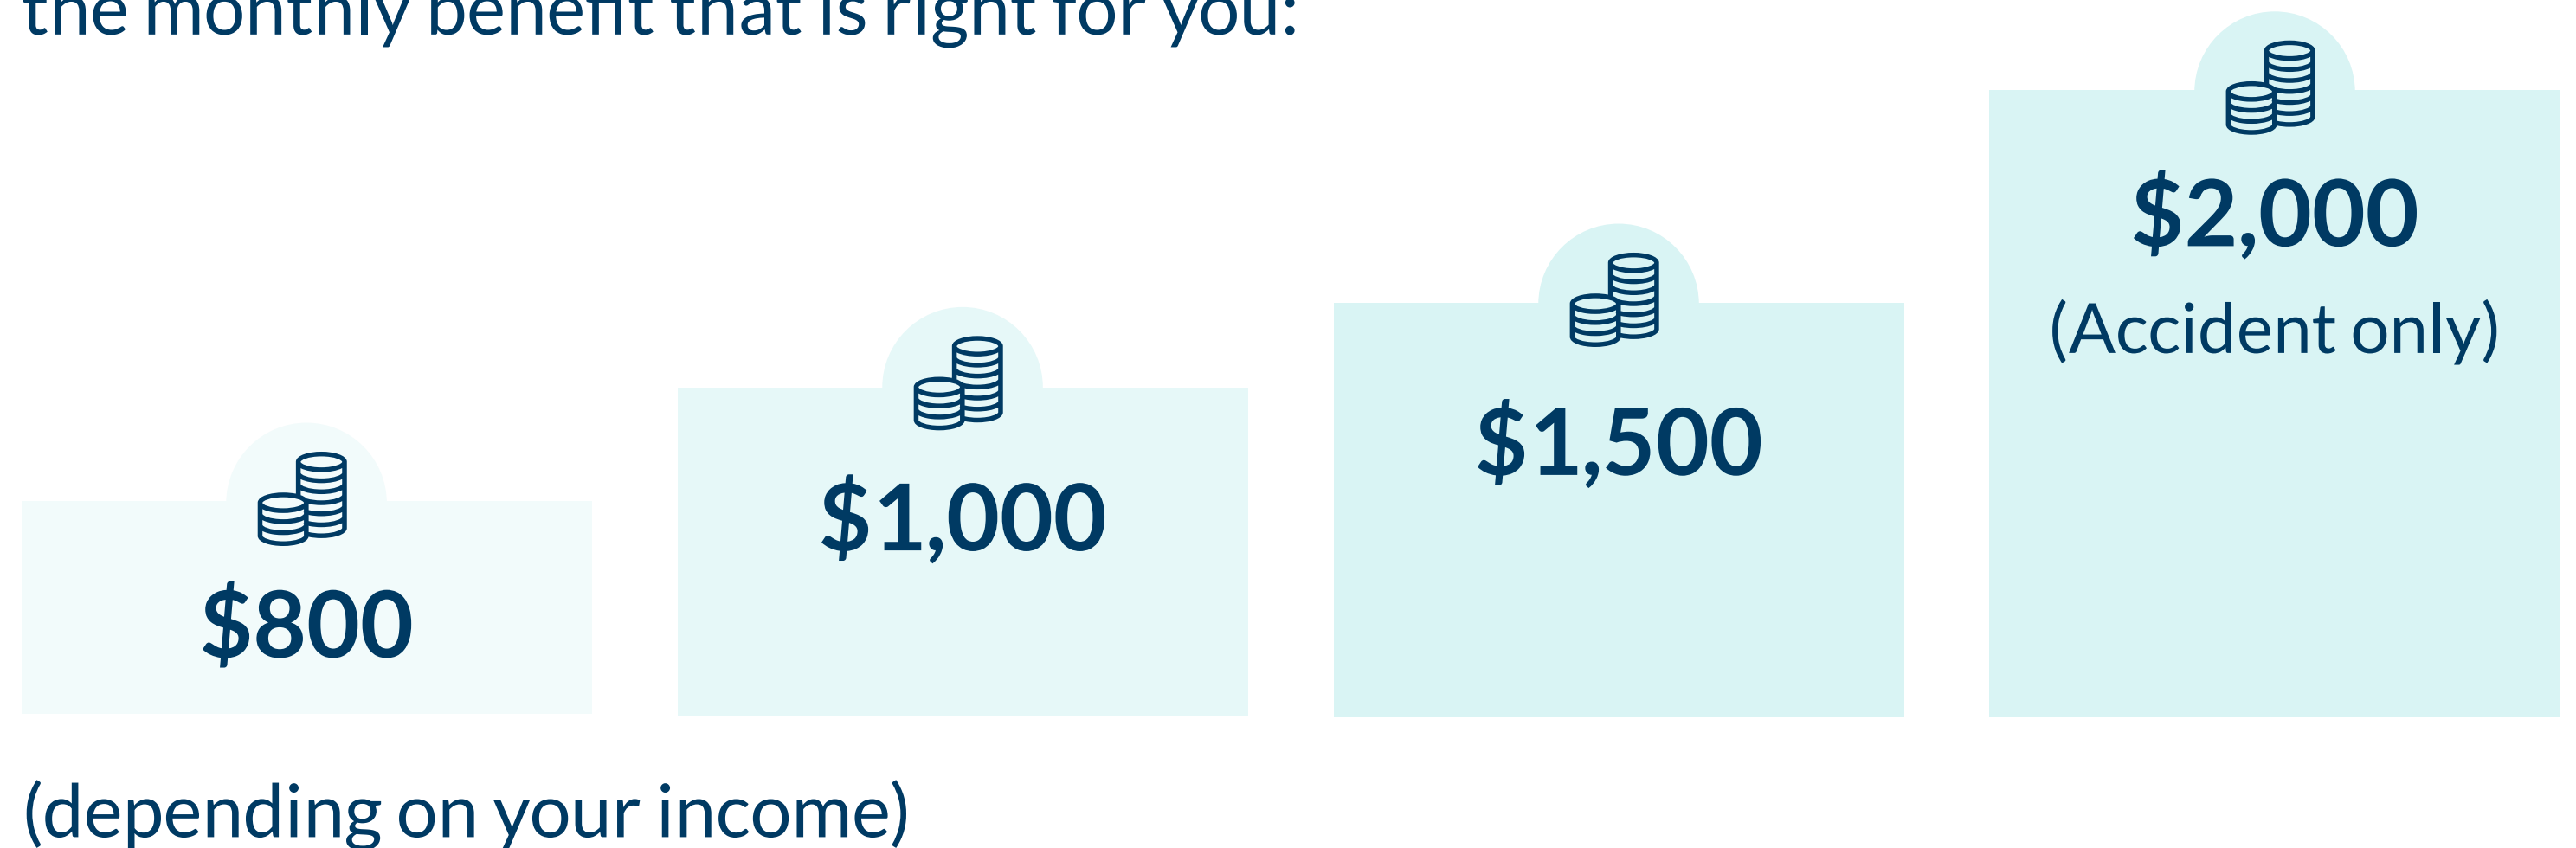 the monthly benefit that is right for you:
$800
$1,000
$1,500
$2,000
(Accident only)
(depending on your income)